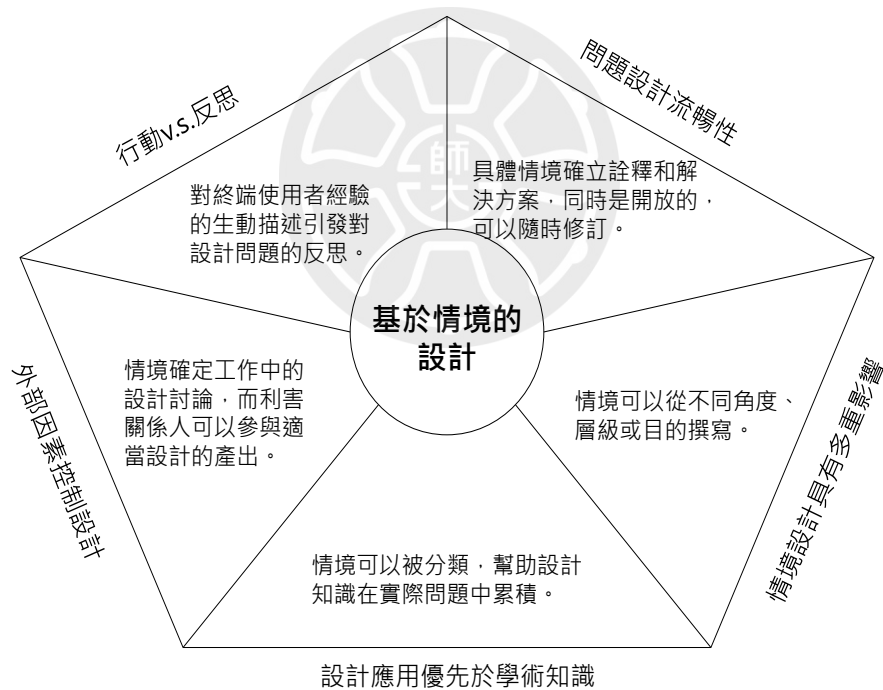 行動v.s.反思
問題設計流暢性
對終端使用者經驗
的生動描述引發對
設計問題的反思。
具體情境確立詮釋和解
決方案，同時是開放的，
可以隨時修訂。
師大
基於情境的
設計
外部因素控制設計
情境確定工作中的
設計討論，而利害
關係人可以參與適
當設計的產出。
情境可以從不同角度、
層級或目的撰寫。
情境設計具有多重影響
情境可以被分類，幫助設計
知識在實際問題中累積。
設計應用優先於學術知識